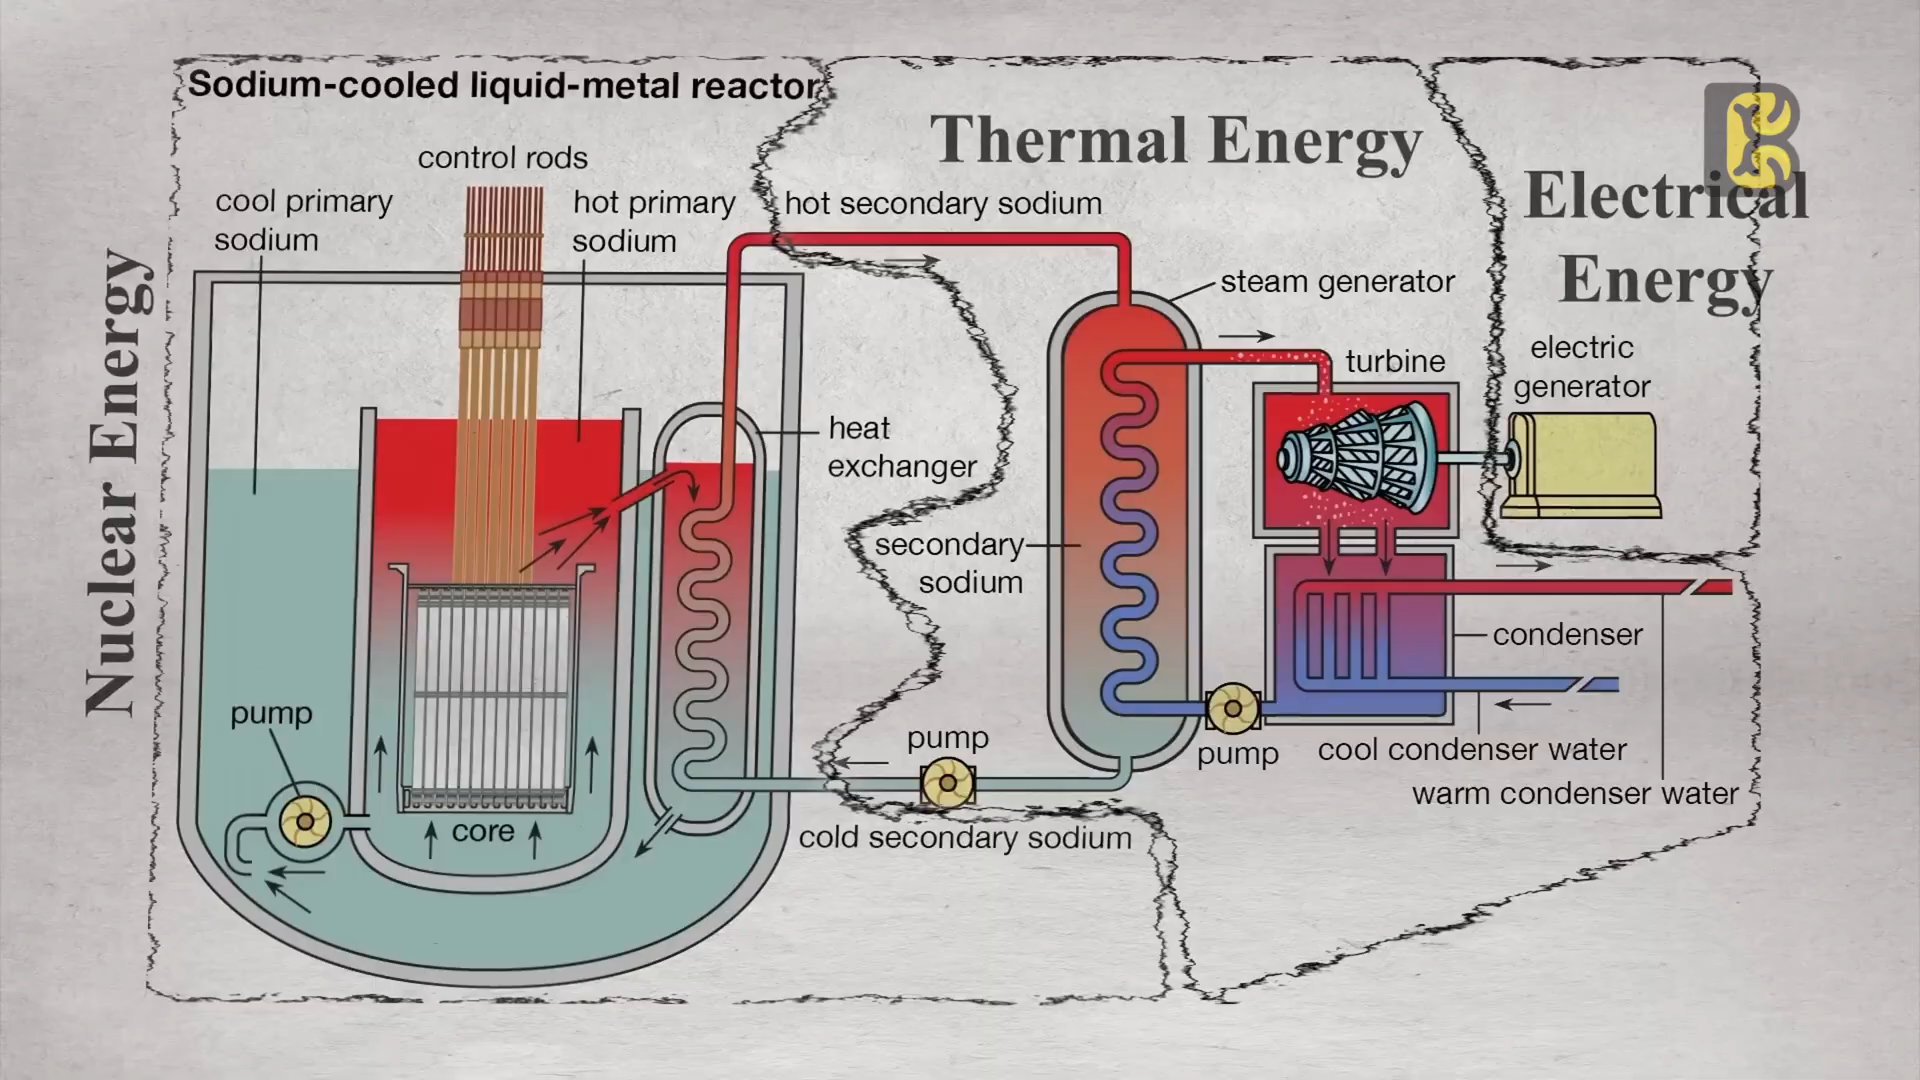 Sodium-cooled liquid-metal reactor
Thermal Energy
Electrical
Energy
Nuclear Energy
control rods
cool primary
sodium
hot primary
sodium
hot secondary sodium
steam generator
turbine
electric
generator
heat
exchanger
secondary
sodium
condenser
pump
core
pump
pump
cool condenser water
warm condenser water
cold secondary sodium